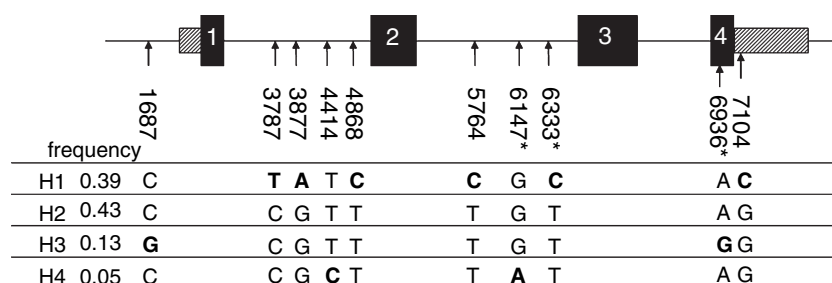 1 2 3 4
1687 3787 3877 4414 4868 5764 6147* 6333* 6936* 7104
frequency
H1 0.39 C T A T C C G C A C
H2 0.43 C C G T T T G T A G
H3 0.13 G C G T T T G T G G
H4 0.05 C C G C T T A T A G